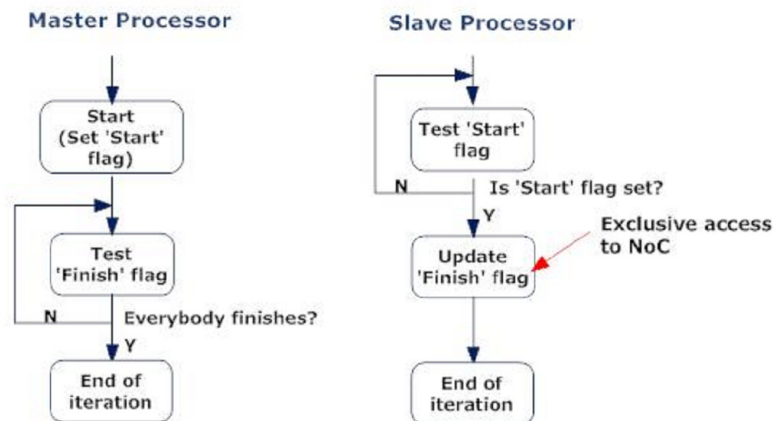 Master Processor
Start
(Set 'Start'
flag)
Test
'Finish' flag
N
Everybody finishes?
Y
End of
iteration
Slave Processor
Test 'Start'
flag
N
Is 'Start' flag set?
Y
Exclusive access
to NoC
Update
'Finish' flag
End of
iteration